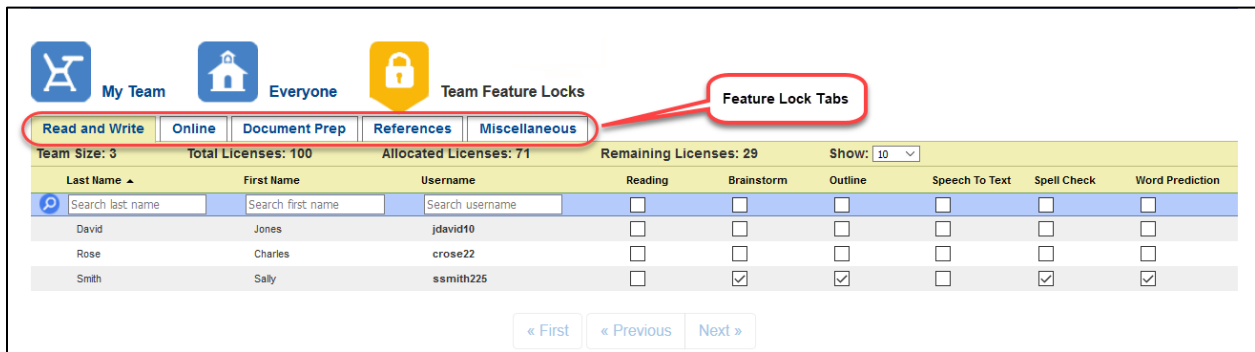 My Team Everyone Team Feature Locks
Feature Lock Tabs
Read and Write Online Document Prep References Miscellaneous
Team Size: 3 Total Licenses: 100 Allocated Licenses: 71 Remaining Licenses: 29 Show: 10
Last Name First Name Username Reading Brainstorm Outline Speech To Text Spell Check Word Prediction
Search last name Search first name Search username
David Jones jdavid10
Rose Charles crose22
Smith Sally ssmith225
« First « Previous Next »